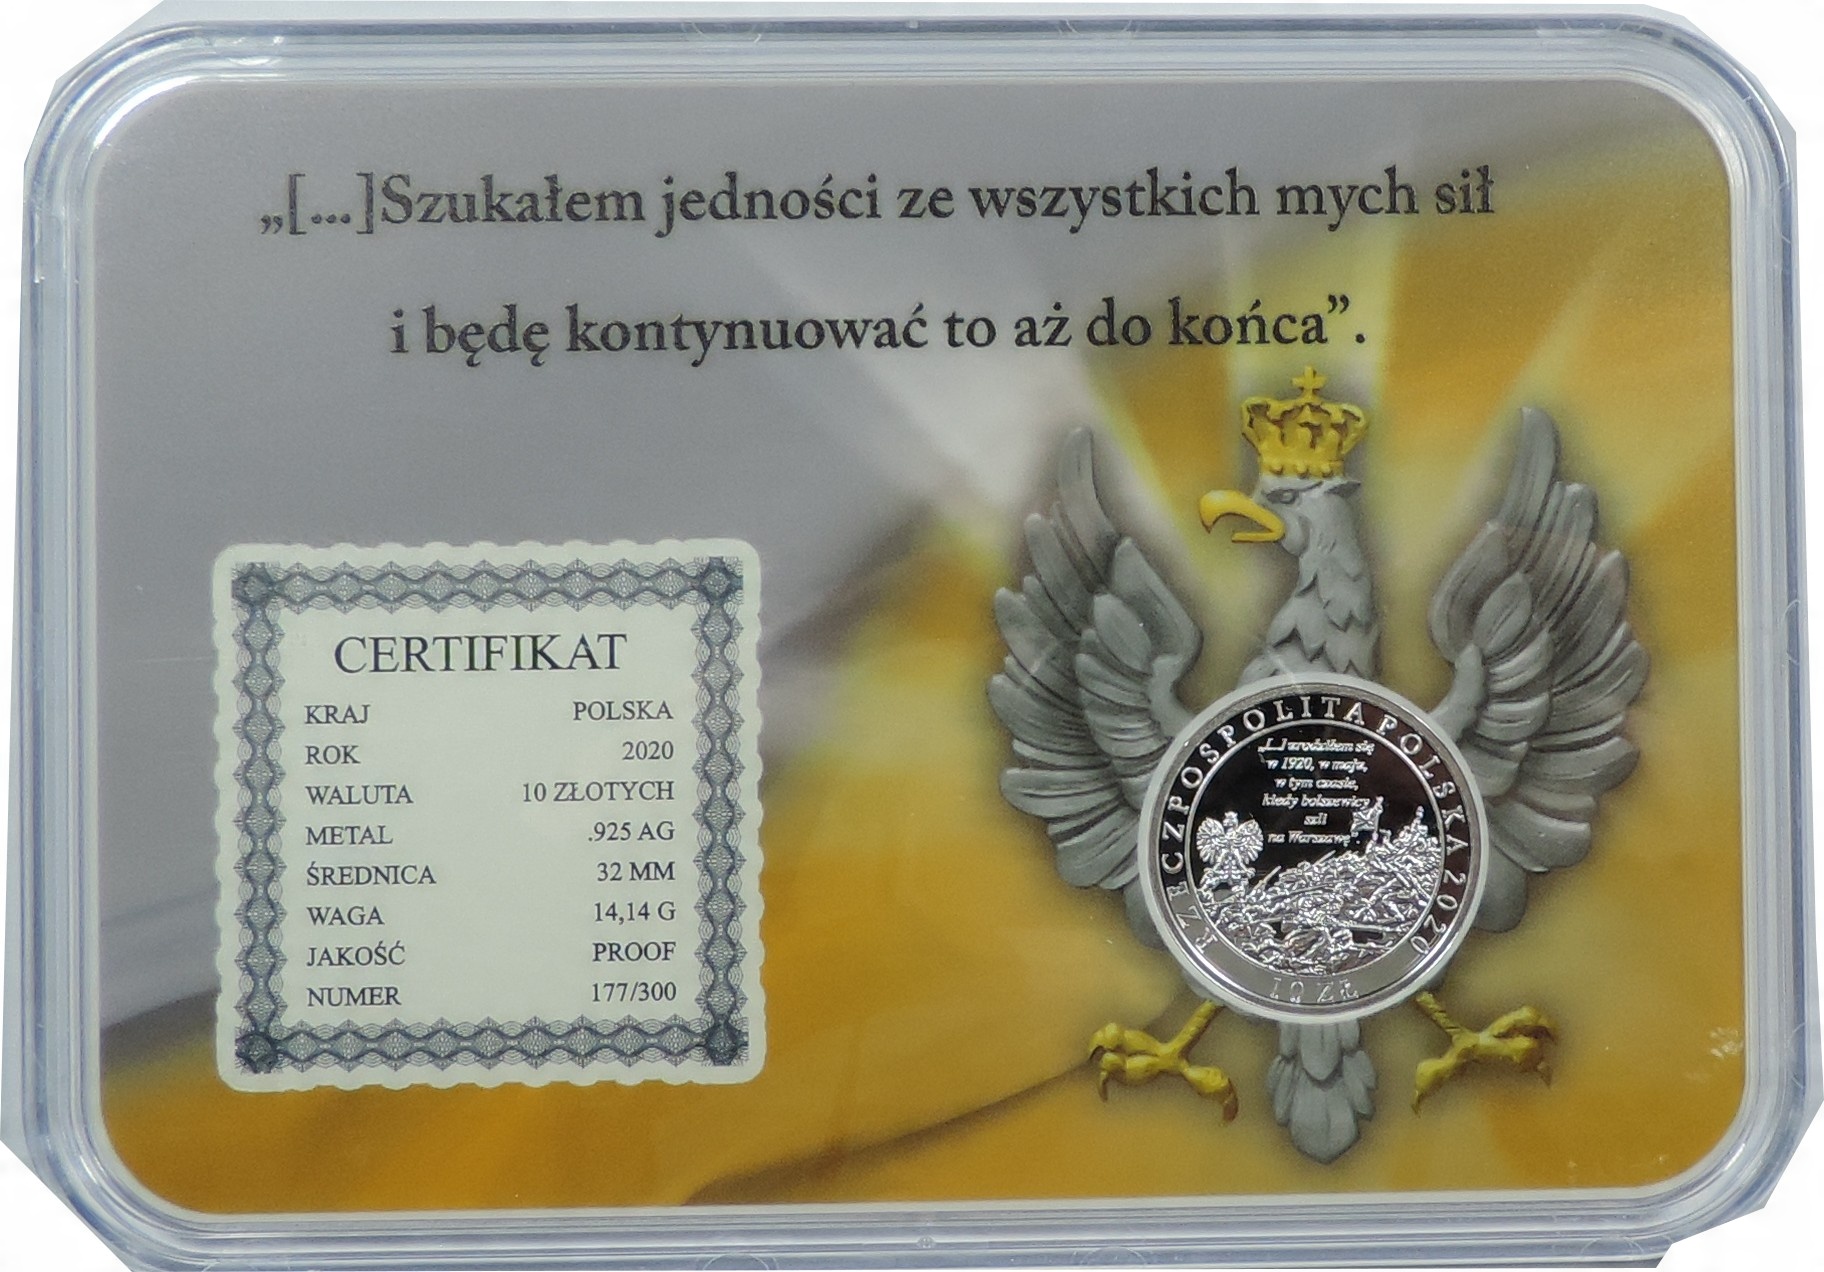 „[...]Szukałem jedności ze wszystkich mych sił
i będę kontynuować to aż do końca”.
CERTIFIKAT
KRAJ POLSKA
ROK 2020
WALUTA 10 ZŁOTYCH
METAL .925 AG
ŚREDNICA 32 MM
WAGA 14,14 G
JAKOŚĆ PROOF
NUMER 177/300
RZECZPOSPOLITA POLSKA 2020
„[...] urodziłem się
w 1920, w maju,
w tym czasie,
kiedy bolszewicy
szli
na Warszawę”.
10 ZŁ